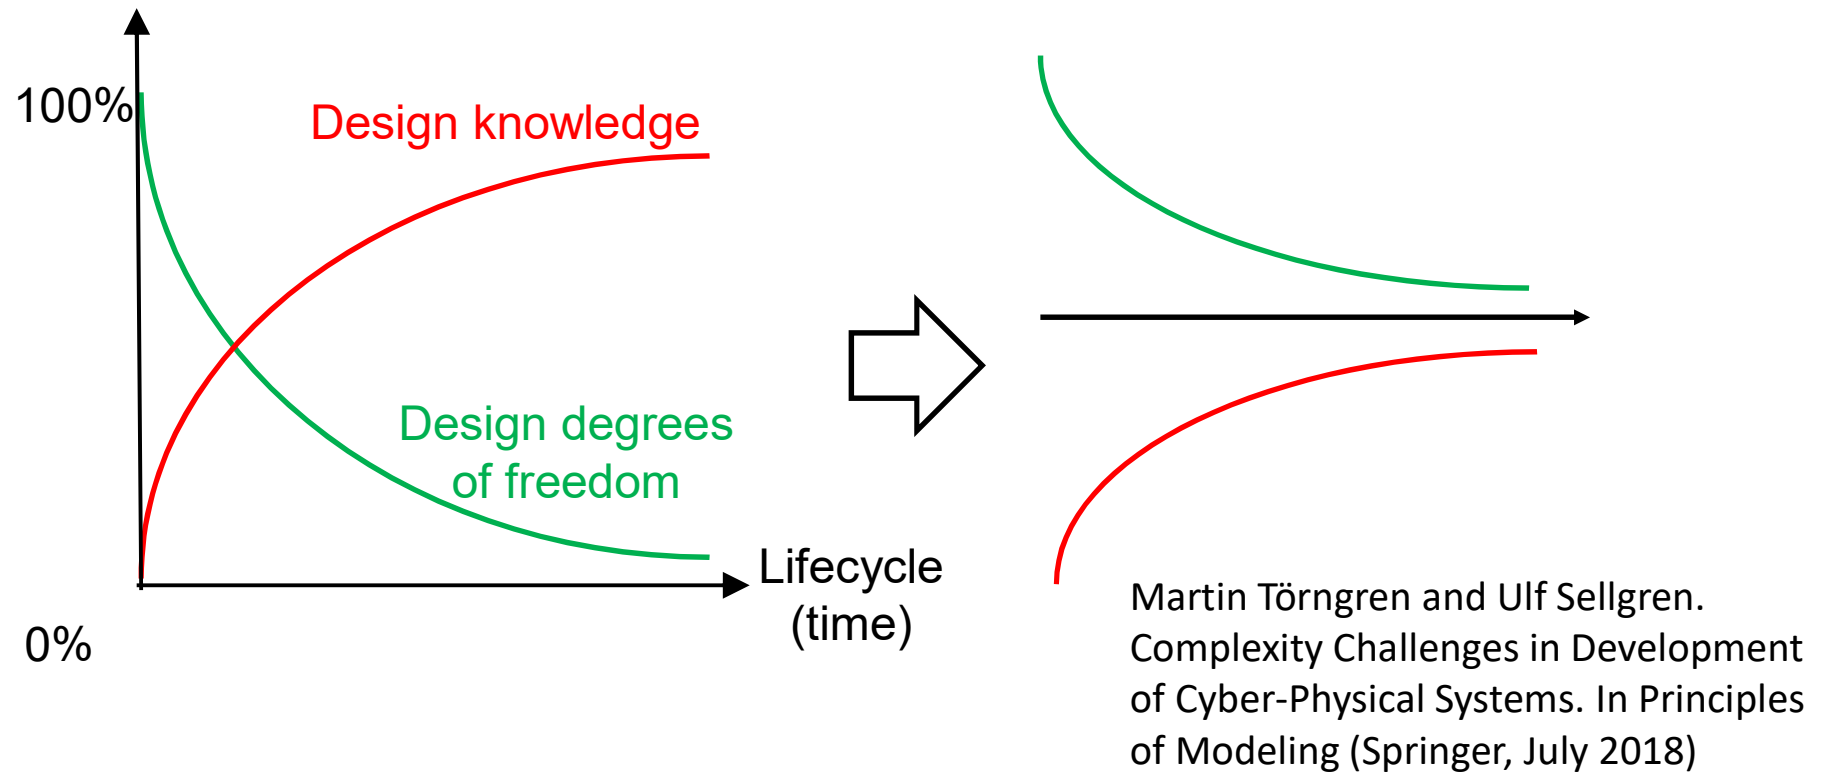 100%
Design knowledge
Design degrees
of freedom
Lifecycle
(time)
0%
Martin Törngren and Ulf Sellgren.
Complexity Challenges in Development
of Cyber-Physical Systems. In Principles
of Modeling (Springer, July 2018)